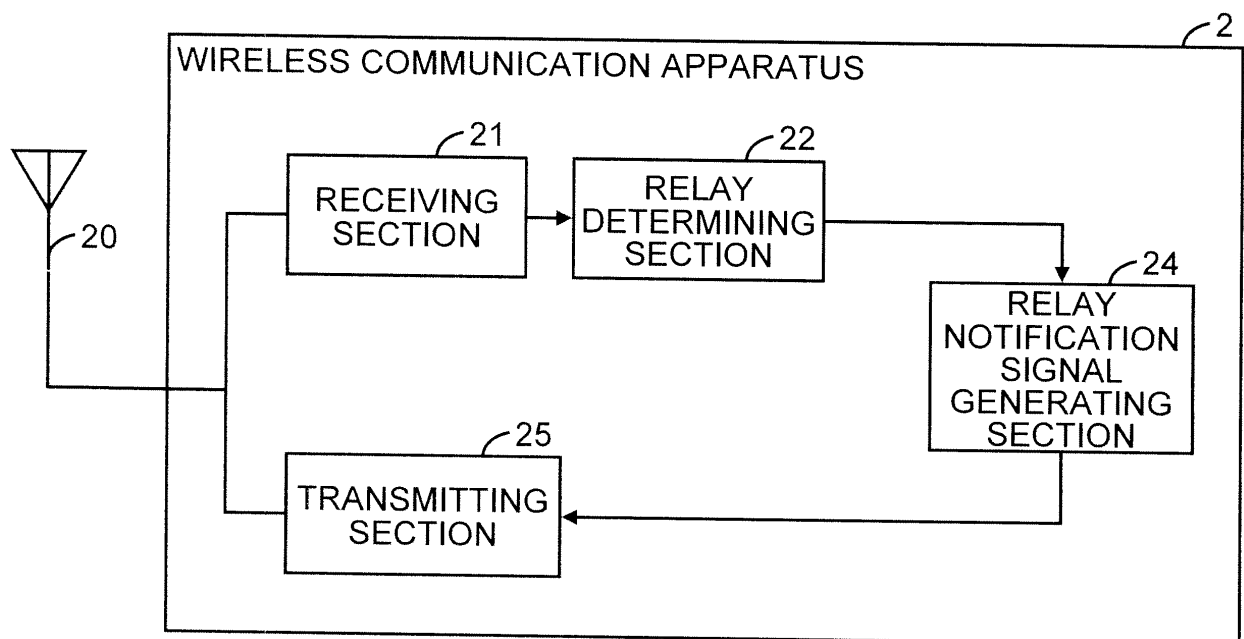 2
WIRELESS COMMUNICATION APPARATUS
21
RECEIVING
SECTION
22
RELAY
DETERMINING
SECTION
20
24
RELAY
NOTIFICATION
SIGNAL
GENERATING
SECTION
25
TRANSMITTING
SECTION